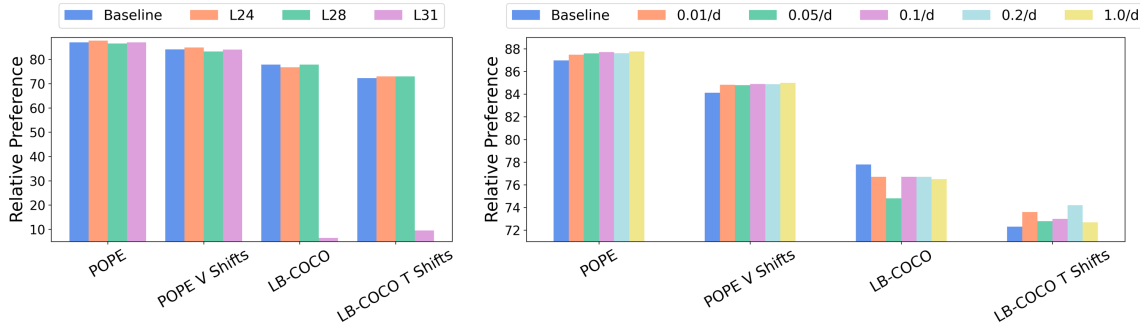 Baseline L24 L28 L31
Relative Preference
80
70
60
50
40
30
20
10
POPE
POPE V Shifts
LB-COCO
LB-COCO T Shifts
Baseline 0.01/d 0.05/d 0.1/d 0.2/d 1.0/d
Relative Preference
88
86
84
82
80
78
76
74
72
POPE
POPE V Shifts
LB-COCO
LB-COCO T Shifts